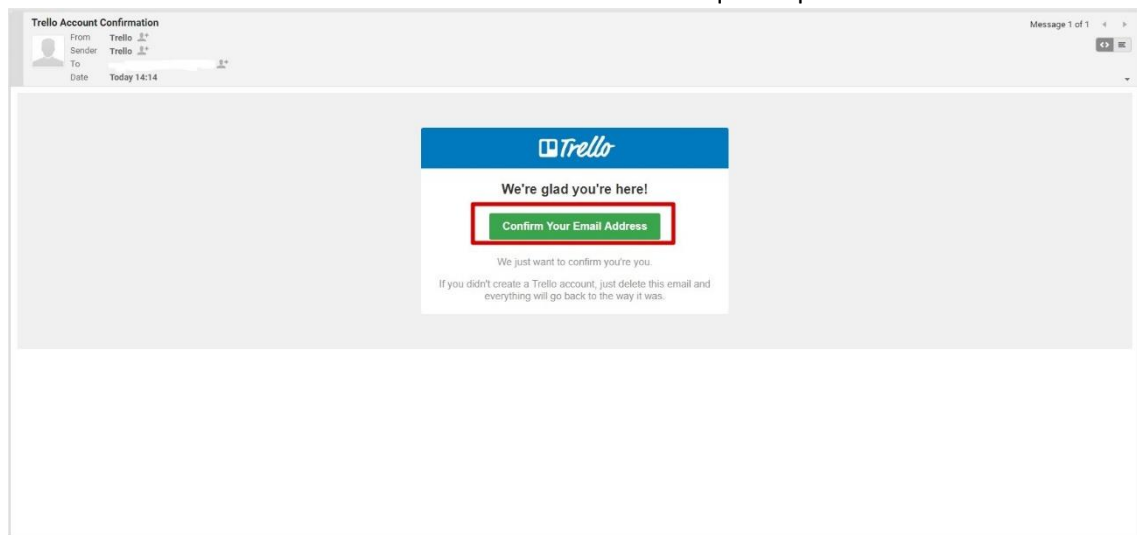 Trello Account Confirmation
Message 1 of 1
From Trello
Sender Trello
To
Date Today 14:14
Trello
We're glad you're here!
Confirm Your Email Address
We just want to confirm you're you.
If you didn't create a Trello account, just delete this email and
everything will go back to the way it was.